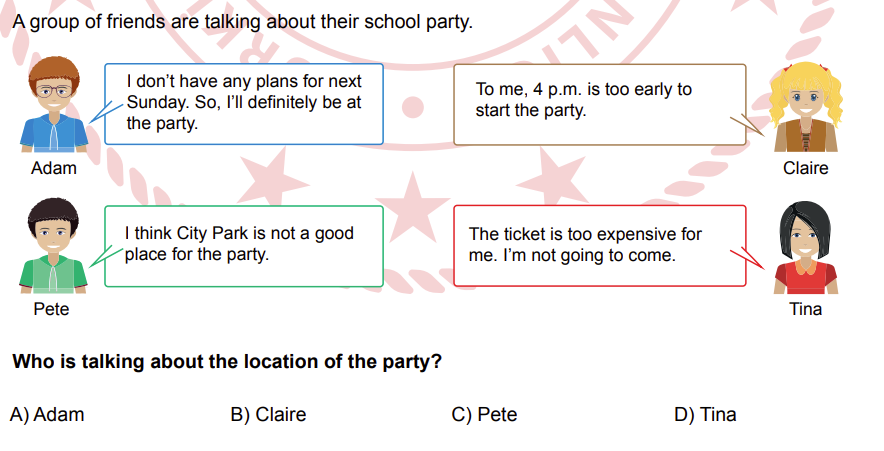 A group of friends are talking about their school party.
I don’t have any plans for next
Sunday. So, I’ll definitely be at
the party.
Adam
To me, 4 p.m. is too early to
start the party.
Claire
I think City Park is not a good
place for the party.
Pete
The ticket is too expensive for
me. I’m not going to come.
Tina
Who is talking about the location of the party?
A) Adam
B) Claire
C) Pete
D) Tina